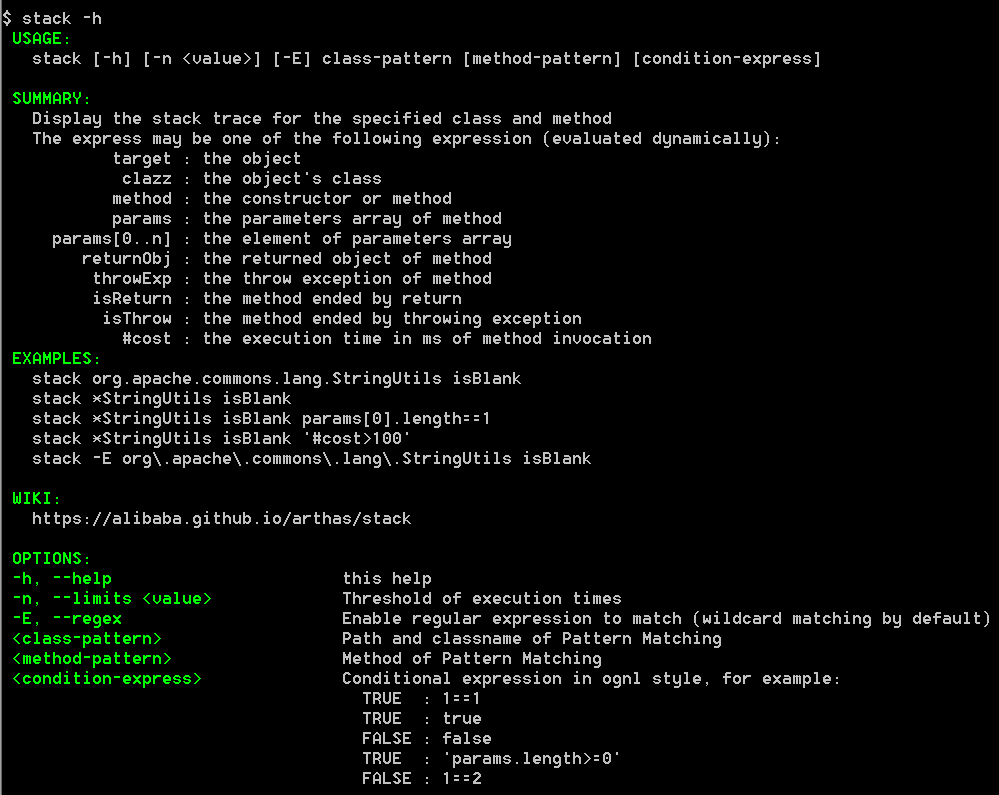 $ stack -h
USAGE:
stack [-h] [-n <value>] [-E] class-pattern [method-pattern] [condition-express]
SUMMARY:
Display the stack trace for the specified class and method
The express may be one of the following expression (evaluated dynamically):
target : the object
clazz : the object's class
method : the constructor or method
params : the parameters array of method
params[0..n] : the element of parameters array
returnObj : the returned object of method
throwExp : the throw exception of method
isReturn : the method ended by return
isThrow : the method ended by throwing exception
#cost : the execution time in ms of method invocation
EXAMPLES:
stack org.apache.commons.lang.StringUtils isBlank
stack *StringUtils isBlank
stack *StringUtils isBlank params[0].length==1
stack *StringUtils isBlank '#cost>100'
stack -E org\.apache\.commons\.lang\.StringUtils isBlank
WIKI:
https://alibaba.github.io/arthas/stack
OPTIONS:
-h, --help this help
-n, --limits <value> Threshold of execution times
-E, --regex Enable regular expression to match (wildcard matching by default)
<class-pattern> Path and classname of Pattern Matching
<method-pattern> Method of Pattern Matching
<condition-express> Conditional expression in ognl style, for example:
TRUE : 1==1
TRUE : true
FALSE : false
TRUE : 'params.length>=0'
FALSE : 1==2